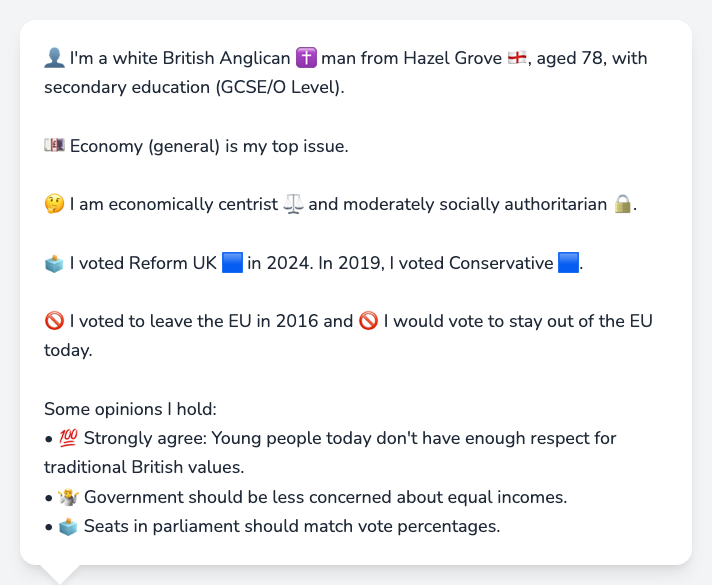 👤 I'm a white British Anglican ✝️ man from Hazel Grove 🏴󠁧󠁢󠁥󠁮󠁧󠁿, aged 78, with
secondary education (GCSE/O Level).
💷 Economy (general) is my top issue.
🤔 I am economically centrist ⚖️ and moderately socially authoritarian 🔒.
🗳️ I voted Reform UK 🟦 in 2024. In 2019, I voted Conservative 🟦.
🚫 I voted to leave the EU in 2016 and 🚫 I would vote to stay out of the EU
today.
Some opinions I hold:
• 💯 Strongly agree: Young people today don't have enough respect for
traditional British values.
• 🤷 Government should be less concerned about equal incomes.
• 🗳️ Seats in parliament should match vote percentages.